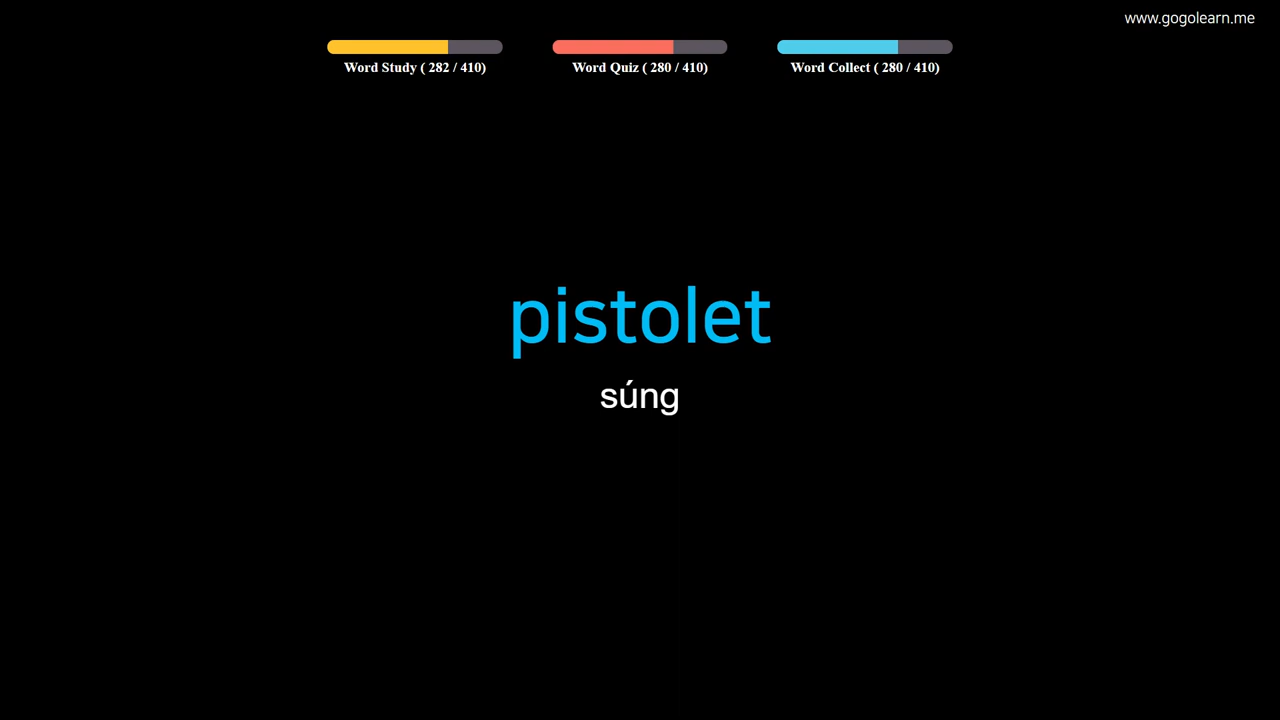 www.gogolearn.me
Word Study ( 282 / 410)
Word Quiz ( 280 / 410)
Word Collect ( 280 / 410)
pistolet
súng